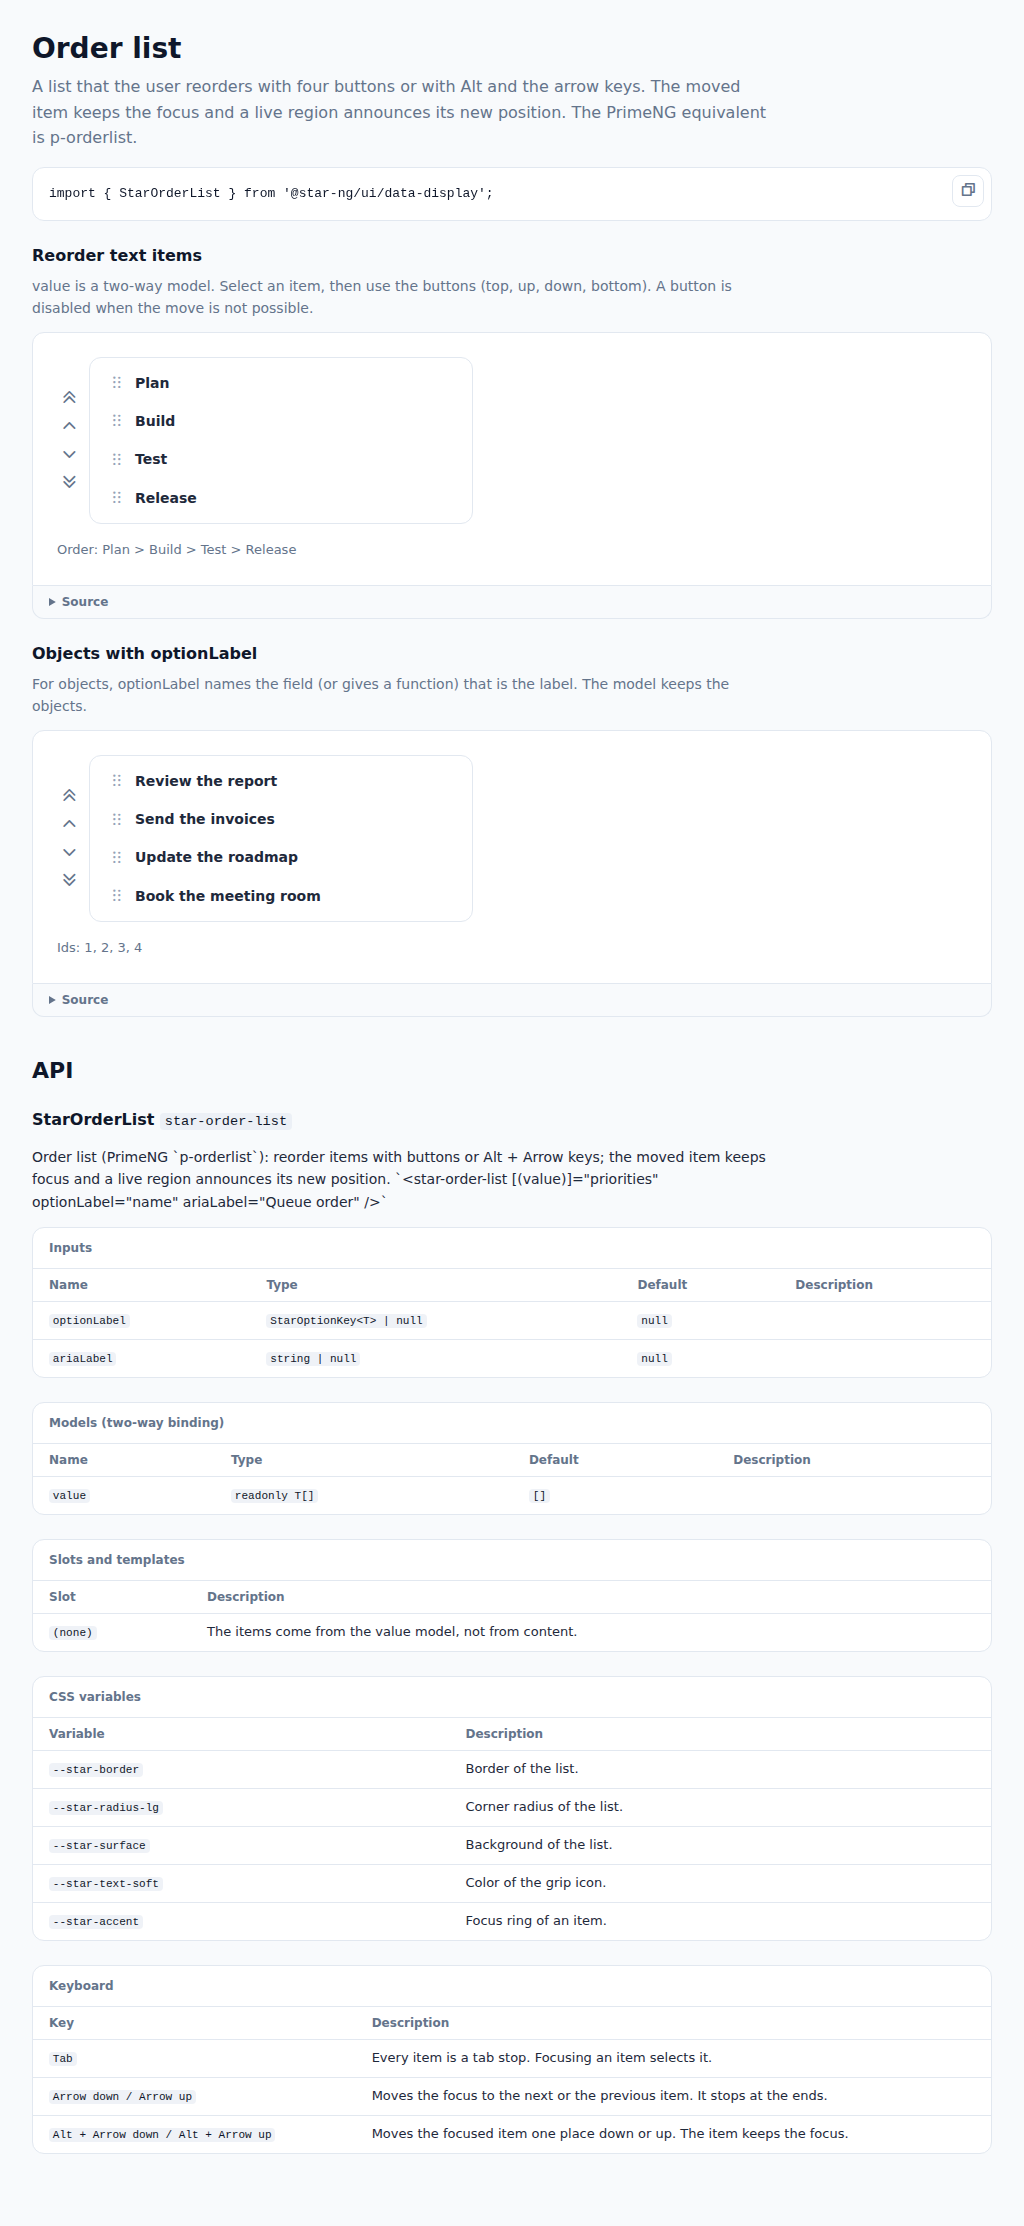 Order list
A list that the user reorders with four buttons or with Alt and the arrow keys. The moved
item keeps the focus and a live region announces its new position. The PrimeNG equivalent
is p-orderlist.
import { StarOrderList } from '@star-ng/ui/data-display';
Reorder text items
value is a two-way model. Select an item, then use the buttons (top, up, down, bottom). A button is
disabled when the move is not possible.
Plan
Build
Test
Release
Order: Plan > Build > Test > Release
Source
Objects with optionLabel
For objects, optionLabel names the field (or gives a function) that is the label. The model keeps the
objects.
Review the report
Send the invoices
Update the roadmap
Book the meeting room
Ids: 1, 2, 3, 4
Source
API
StarOrderList star-order-list
Order list (PrimeNG `p-orderlist`): reorder items with buttons or Alt + Arrow keys; the moved item keeps
focus and a live region announces its new position. `<star-order-list [(value)]="priorities"
optionLabel="name" ariaLabel="Queue order" />`
Inputs
Name Type Default Description
optionLabel StarOptionKey<T> | null null
ariaLabel string | null null
Models (two-way binding)
Name Type Default Description
value readonly T[] []
Slots and templates
Slot Description
(none) The items come from the value model, not from content.
CSS variables
Variable Description
--star-border Border of the list.
--star-radius-lg Corner radius of the list.
--star-surface Background of the list.
--star-text-soft Color of the grip icon.
--star-accent Focus ring of an item.
Keyboard
Key Description
Tab Every item is a tab stop. Focusing an item selects it.
Arrow down / Arrow up Moves the focus to the next or the previous item. It stops at the ends.
Alt + Arrow down / Alt + Arrow up Moves the focused item one place down or up. The item keeps the focus.